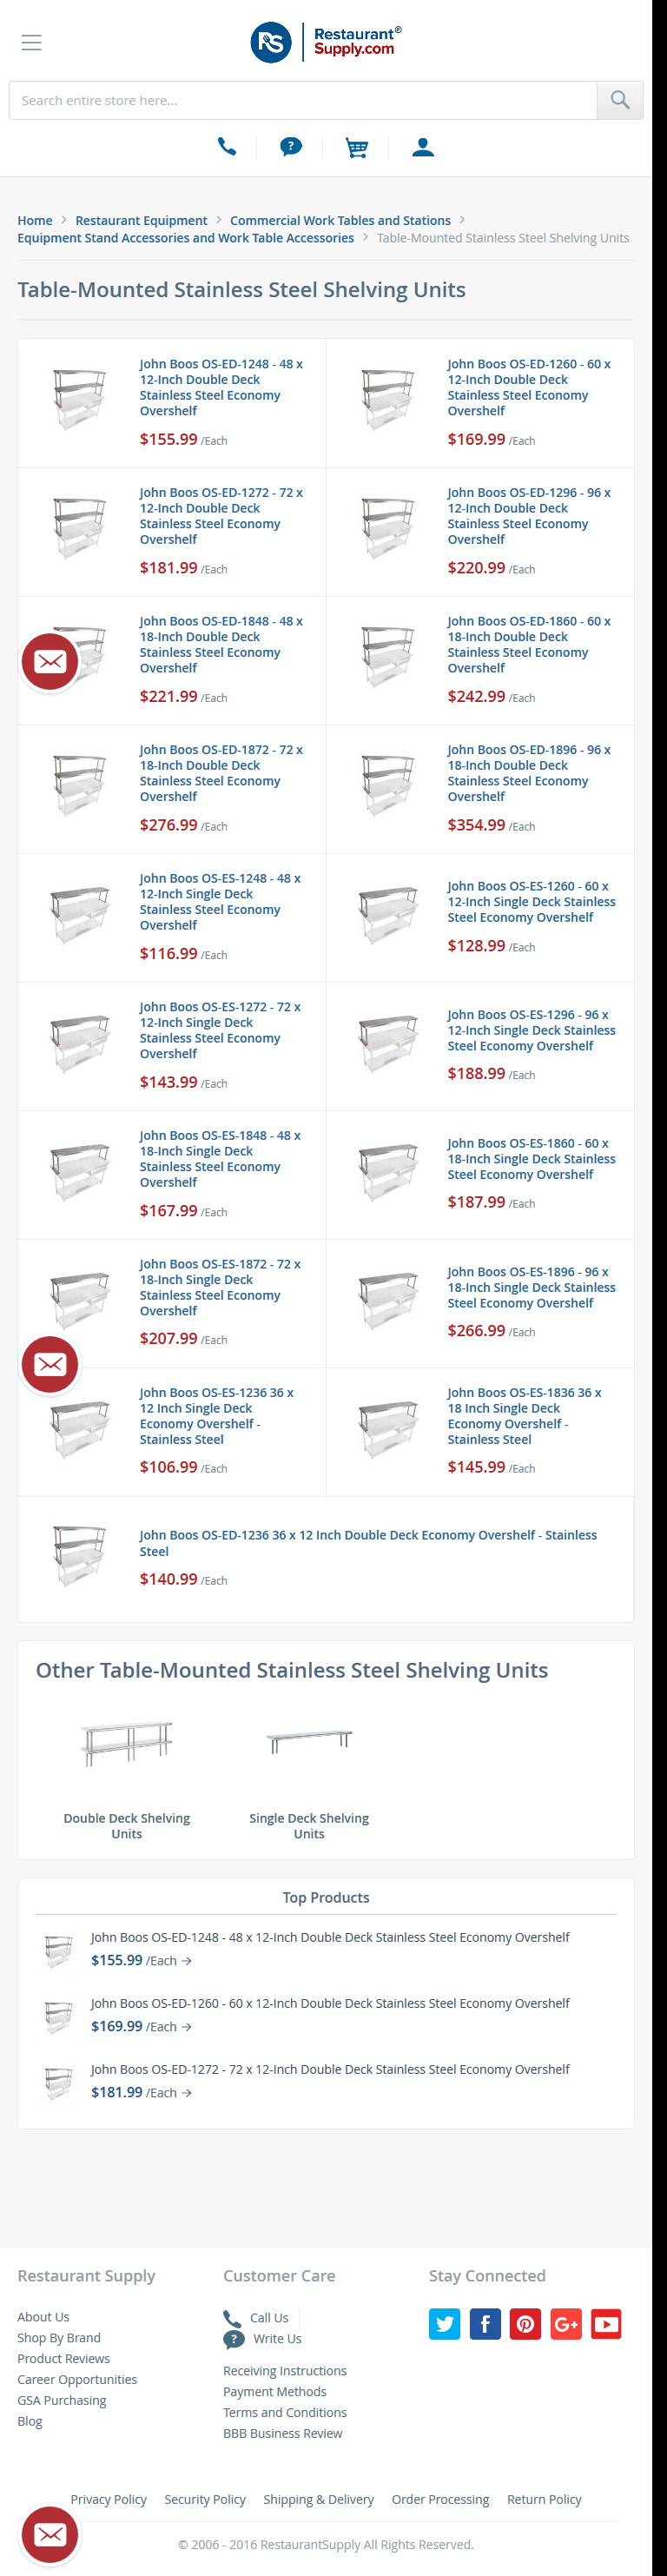 Restaurant®
Supply.com
RS
Search entire store here...
?
Home > Restaurant Equipment > Commercial Work Tables and Stations >
Equipment Stand Accessories and Work Table Accessories > Table-Mounted Stainless Steel Shelving Units
Table-Mounted Stainless Steel Shelving Units
John Boos OS-ED-1248 - 48 x
12-Inch Double Deck
Stainless Steel Economy
Overshelf
$155.99 /Each
John Boos OS-ED-1260 - 60 x
12-Inch Double Deck
Stainless Steel Economy
Overshelf
$169.99 /Each
John Boos OS-ED-1272 - 72 x
12-Inch Double Deck
Stainless Steel Economy
Overshelf
$181.99 /Each
John Boos OS-ED-1296 - 96 x
12-Inch Double Deck
Stainless Steel Economy
Overshelf
$220.99 /Each
John Boos OS-ED-1848 - 48 x
18-Inch Double Deck
Stainless Steel Economy
Overshelf
$221.99 /Each
John Boos OS-ED-1860 - 60 x
18-Inch Double Deck
Stainless Steel Economy
Overshelf
$242.99 /Each
John Boos OS-ED-1872 - 72 x
18-Inch Double Deck
Stainless Steel Economy
Overshelf
$276.99 /Each
John Boos OS-ED-1896 - 96 x
18-Inch Double Deck
Stainless Steel Economy
Overshelf
$354.99 /Each
John Boos OS-ES-1248 - 48 x
12-Inch Single Deck
Stainless Steel Economy
Overshelf
$116.99 /Each
John Boos OS-ES-1260 - 60 x
12-Inch Single Deck Stainless
Steel Economy Overshelf
$128.99 /Each
John Boos OS-ES-1272 - 72 x
12-Inch Single Deck
Stainless Steel Economy
Overshelf
$143.99 /Each
John Boos OS-ES-1296 - 96 x
12-Inch Single Deck Stainless
Steel Economy Overshelf
$188.99 /Each
John Boos OS-ES-1848 - 48 x
18-Inch Single Deck
Stainless Steel Economy
Overshelf
$167.99 /Each
John Boos OS-ES-1860 - 60 x
18-Inch Single Deck Stainless
Steel Economy Overshelf
$187.99 /Each
John Boos OS-ES-1872 - 72 x
18-Inch Single Deck
Stainless Steel Economy
Overshelf
$207.99 /Each
John Boos OS-ES-1896 - 96 x
18-Inch Single Deck Stainless
Steel Economy Overshelf
$266.99 /Each
John Boos OS-ES-1236 36 x
12 Inch Single Deck
Economy Overshelf -
Stainless Steel
$106.99 /Each
John Boos OS-ES-1836 36 x
18 Inch Single Deck
Economy Overshelf -
Stainless Steel
$145.99 /Each
John Boos OS-ED-1236 36 x 12 Inch Double Deck Economy Overshelf - Stainless
Steel
$140.99 /Each
Other Table-Mounted Stainless Steel Shelving Units
Double Deck Shelving
Units
Single Deck Shelving
Units
Top Products
John Boos OS-ED-1248 - 48 x 12-Inch Double Deck Stainless Steel Economy Overshelf
$155.99 /Each →
John Boos OS-ED-1260 - 60 x 12-Inch Double Deck Stainless Steel Economy Overshelf
$169.99 /Each →
John Boos OS-ED-1272 - 72 x 12-Inch Double Deck Stainless Steel Economy Overshelf
$181.99 /Each →
Restaurant Supply
About Us
Shop By Brand
Product Reviews
Career Opportunities
GSA Purchasing
Blog
Customer Care
Call Us
? Write Us
Receiving Instructions
Payment Methods
Terms and Conditions
BBB Business Review
Stay Connected
f
G+
Privacy Policy Security Policy Shipping & Delivery Order Processing Return Policy
© 2006 - 2016 RestaurantSupply All Rights Reserved.